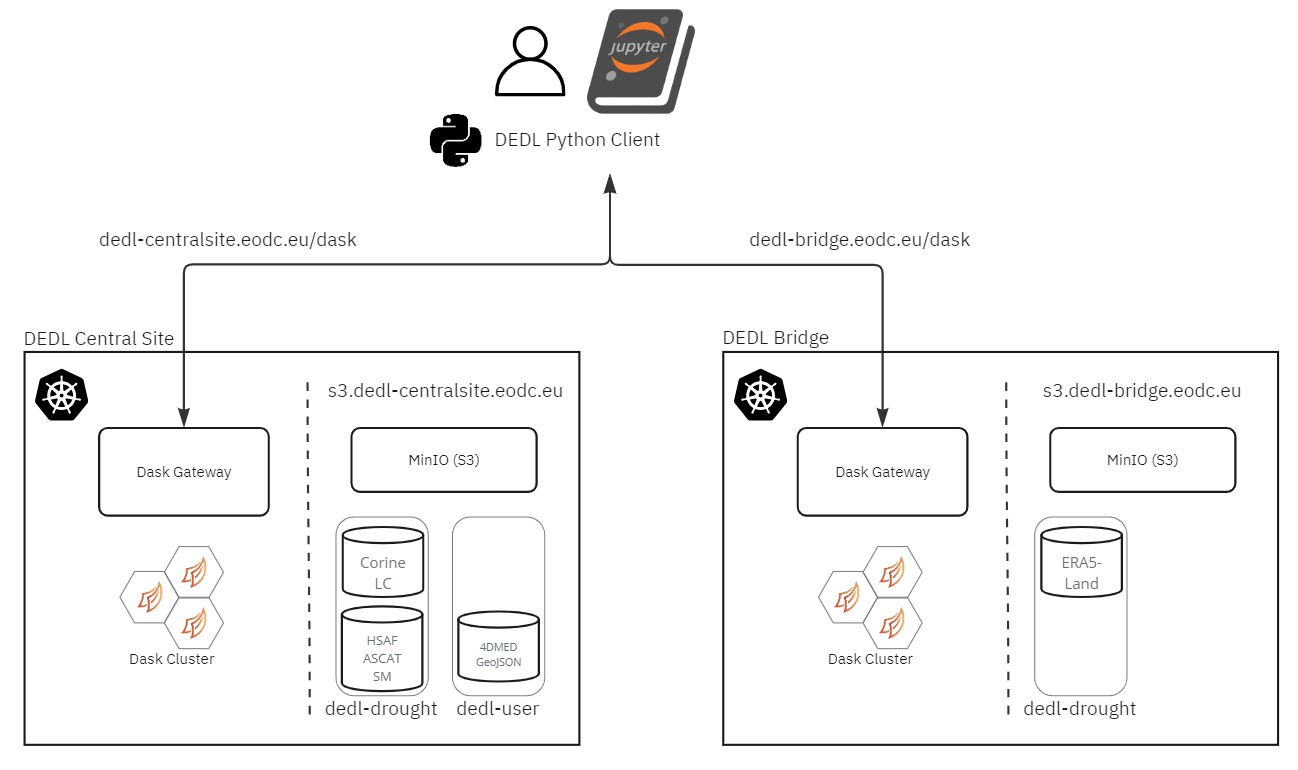 jupyter
DEDL Python Client
dedl-centralsite.eodc.eu/dask
dedl-bridge.eodc.eu/dask
DEDL Central Site
s3.dedl-centralsite.eodc.eu
Dask Gateway
MinIO (S3)
Corine
LC
HSAF
ASCAT
SM
4DMED
GeoJSON
Dask Cluster
dedl-drought
dedl-user
DEDL Bridge
s3.dedl-bridge.eodc.eu
Dask Gateway
MinIO (S3)
ERA5-
Land
Dask Cluster
dedl-drought